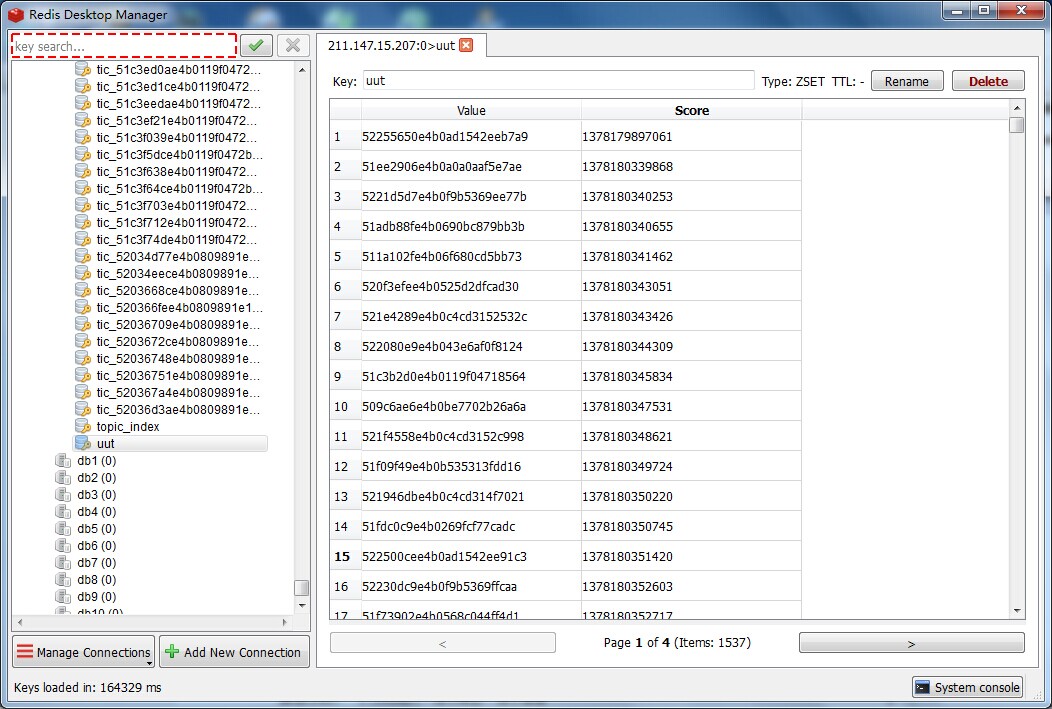 Redis Desktop Manager
key search...
tic_51c3ed0ae4b0119f0472...
tic_51c3ed1ce4b0119f0472...
tic_51c3eedae4b0119f0472...
tic_51c3ef21e4b0119f0472...
tic_51c3f039e4b0119f0472...
tic_51c3f5dce4b0119f0472b...
tic_51c3f638e4b0119f0472...
tic_51c3f64ce4b0119f0472b...
tic_51c3f703e4b0119f0472...
tic_51c3f712e4b0119f0472...
tic_51c3f74de4b0119f0472...
tic_52034d77e4b0809891e...
tic_52034eece4b0809891e...
tic_5203668ce4b0809891e...
tic_520366fee4b0809891e1...
tic_52036709e4b0809891e...
tic_5203672ce4b0809891e...
tic_52036748e4b0809891e...
tic_52036751e4b0809891e...
tic_520367a4e4b0809891e...
tic_52036d3ae4b0809891e...
topic_index
uut
db1 (0)
db2 (0)
db3 (0)
db4 (0)
db5 (0)
db6 (0)
db7 (0)
db8 (0)
db9 (0)
db10 (0)
Manage Connections
Add New Connection
Keys loaded in: 164329 ms
211.147.15.207:0>uut
Key: uut Type: ZSET TTL: - Rename Delete
Value Score
1 52255650e4b0ad1542eeb7a9 1378179897061
2 51ee2906e4b0a0a0aaf5e7ae 1378180339868
3 5221d5d7e4b0f9b5369ee77b 1378180340253
4 51adb88fe4b0690bc879bb3b 1378180340655
5 511a102fe4b06f680cd5bb73 1378180341462
6 520f3efee4b0525d2dfcad30 1378180343051
7 521e4289e4b0c4cd3152532c 1378180343426
8 522080e9e4b043e6af0f8124 1378180344309
9 51c3b2d0e4b0119f04718564 1378180345834
10 509c6ae6e4b0be7702b26a6a 1378180347531
11 521f4558e4b0c4cd3152c998 1378180348621
12 51f09f49e4b0b535313fdd16 1378180349724
13 521946dbe4b0c4cd314f7021 1378180350220
14 51fdc0c9e4b0269fcf77cadc 1378180350745
15 522500cee4b0ad1542ee91c3 1378180351420
16 52230dc9e4b0f9b5369ffcaa 1378180352603
17 51f73902e4b0568c044ff4d1 1378180352717
< Page 1 of 4 (Items: 1537) >
System console